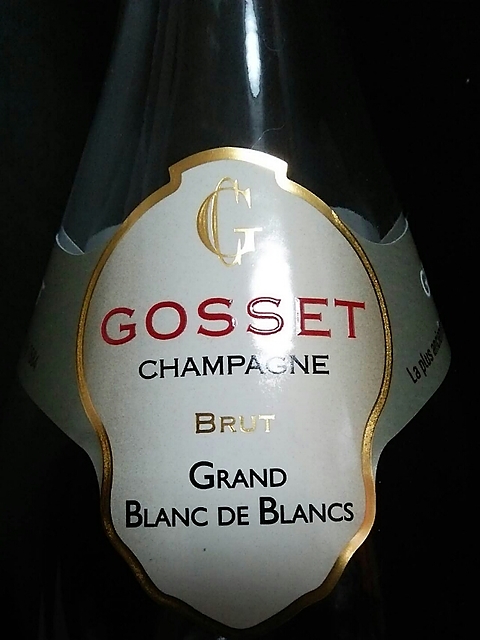 G
GOSSET
CHAMPAGNE
BRUT
GRAND
BLANC DE BLANCS
La plus